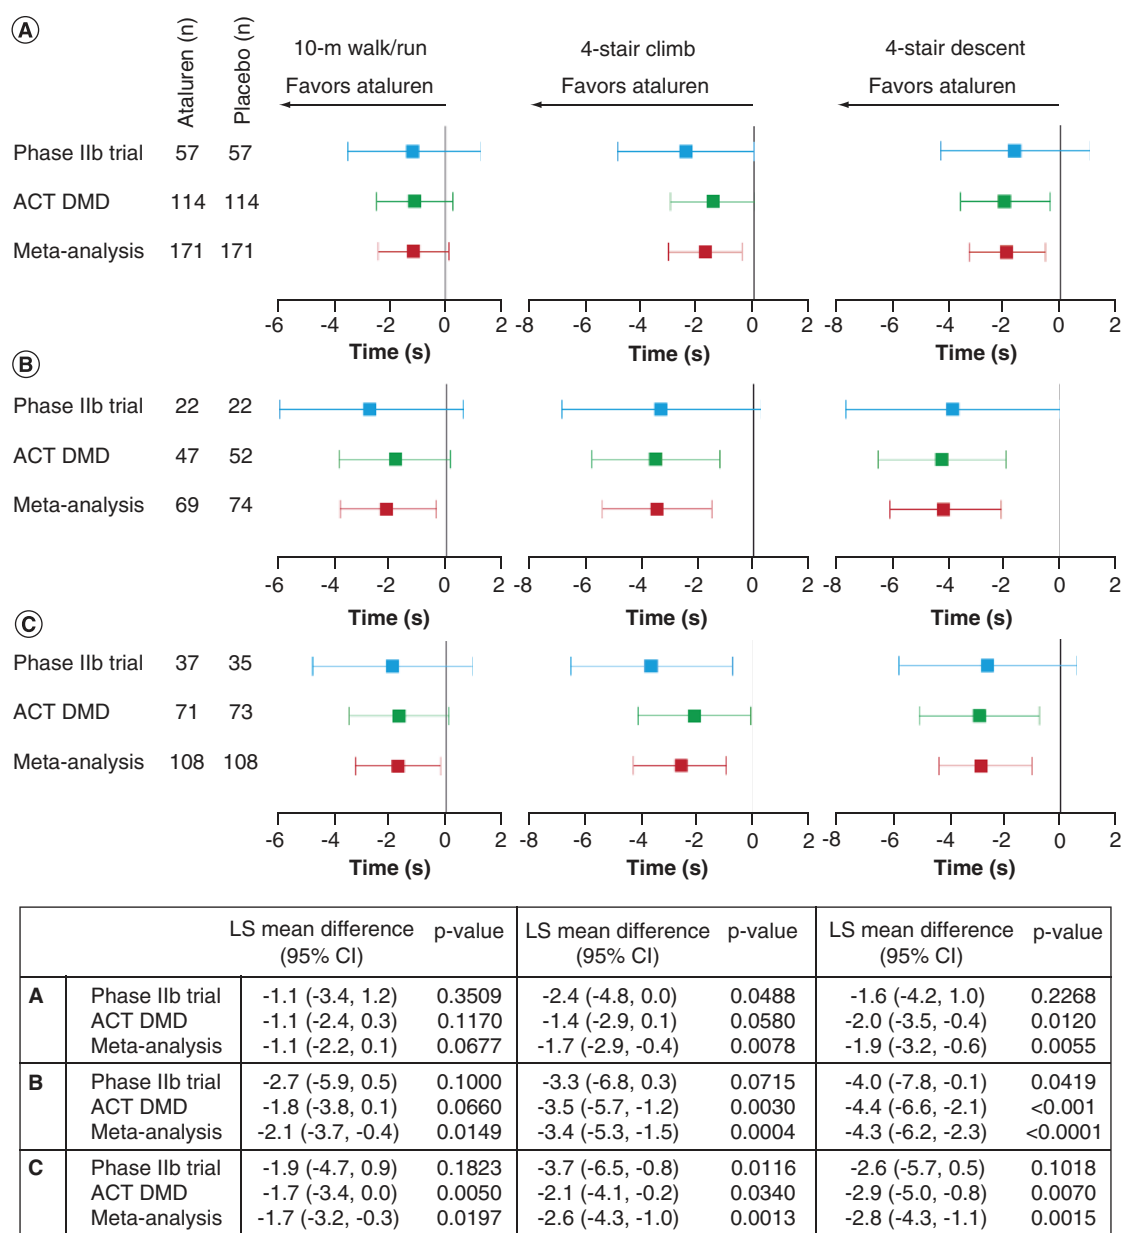 A
Ataluren (n)
Placebo (n)
10-m walk/run
4-stair climb
4-stair descent
Favors ataluren
Favors ataluren
Favors ataluren
Phase IIb trial 57 57
ACT DMD 114 114
Meta-analysis 171 171
-6 -4 -2 0 2
-8 -6 -4 -2 0 2
-8 -6 -4 -2 0 2
Time (s)
Time (s)
Time (s)
B
Phase IIb trial 22 22
ACT DMD 47 52
Meta-analysis 69 74
-6 -4 -2 0 2
-8 -6 -4 -2 0 2
-8 -6 -4 -2 0 2
Time (s)
Time (s)
Time (s)
C
Phase IIb trial 37 35
ACT DMD 71 73
Meta-analysis 108 108
-6 -4 -2 0 2
-8 -6 -4 -2 0 2
-8 -6 -4 -2 0 2
Time (s)
Time (s)
Time (s)
LS mean difference p-value LS mean difference p-value LS mean difference p-value
(95% CI) (95% CI) (95% CI)
A Phase IIb trial -1.1 (-3.4, 1.2) 0.3509 -2.4 (-4.8, 0.0) 0.0488 -1.6 (-4.2, 1.0) 0.2268
ACT DMD -1.1 (-2.4, 0.3) 0.1170 -1.4 (-2.9, 0.1) 0.0580 -2.0 (-3.5, -0.4) 0.0120
Meta-analysis -1.1 (-2.2, 0.1) 0.0677 -1.7 (-2.9, -0.4) 0.0078 -1.9 (-3.2, -0.6) 0.0055
B Phase IIb trial -2.7 (-5.9, 0.5) 0.1000 -3.3 (-6.8, 0.3) 0.0715 -4.0 (-7.8, -0.1) 0.0419
ACT DMD -1.8 (-3.8, 0.1) 0.0660 -3.5 (-5.7, -1.2) 0.0030 -4.4 (-6.6, -2.1) <0.001
Meta-analysis -2.1 (-3.7, -0.4) 0.0149 -3.4 (-5.3, -1.5) 0.0004 -4.3 (-6.2, -2.3) <0.0001
C Phase IIb trial -1.9 (-4.7, 0.9) 0.1823 -3.7 (-6.5, -0.8) 0.0116 -2.6 (-5.7, 0.5) 0.1018
ACT DMD -1.7 (-3.4, 0.0) 0.0050 -2.1 (-4.1, -0.2) 0.0340 -2.9 (-5.0, -0.8) 0.0070
Meta-analysis -1.7 (-3.2, -0.3) 0.0197 -2.6 (-4.3, -1.0) 0.0013 -2.8 (-4.3, -1.1) 0.0015